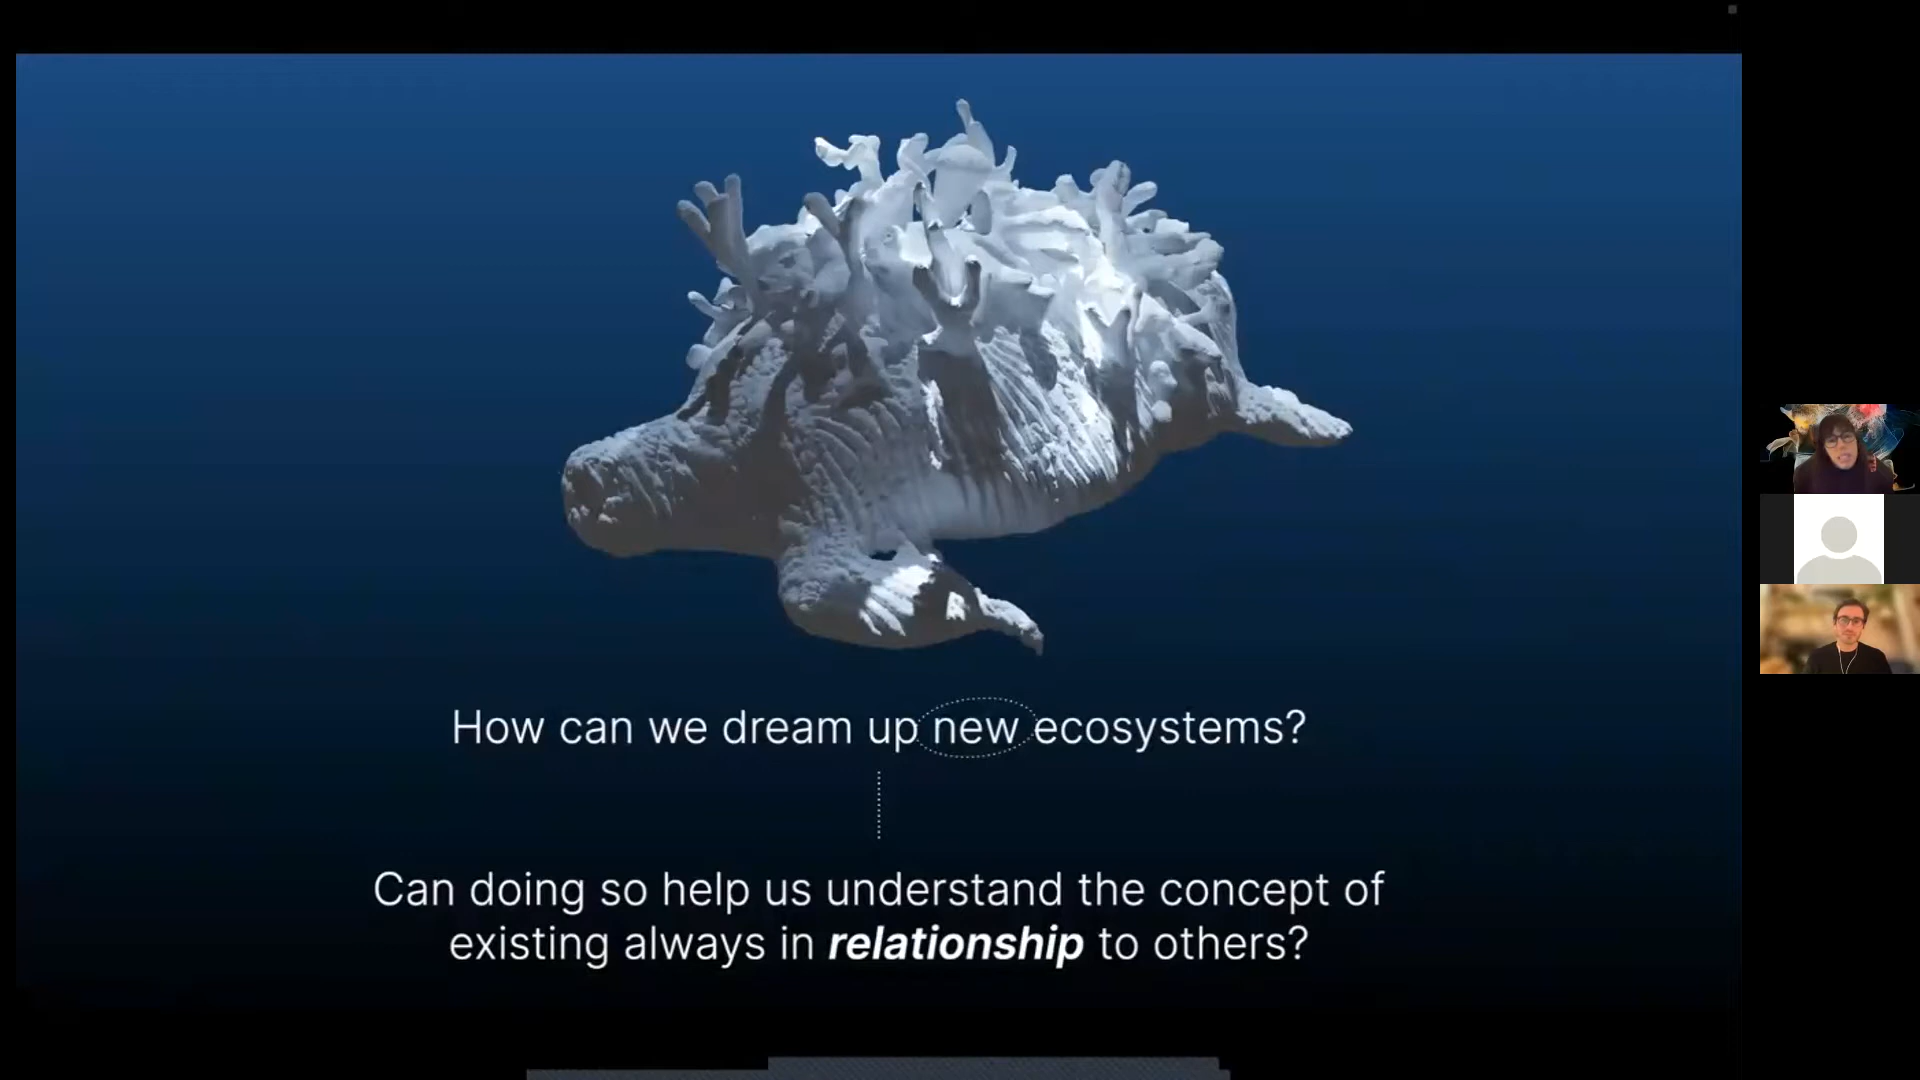 How can we dream up new ecosystems?
Can doing so help us understand the concept of
existing always in relationship to others?